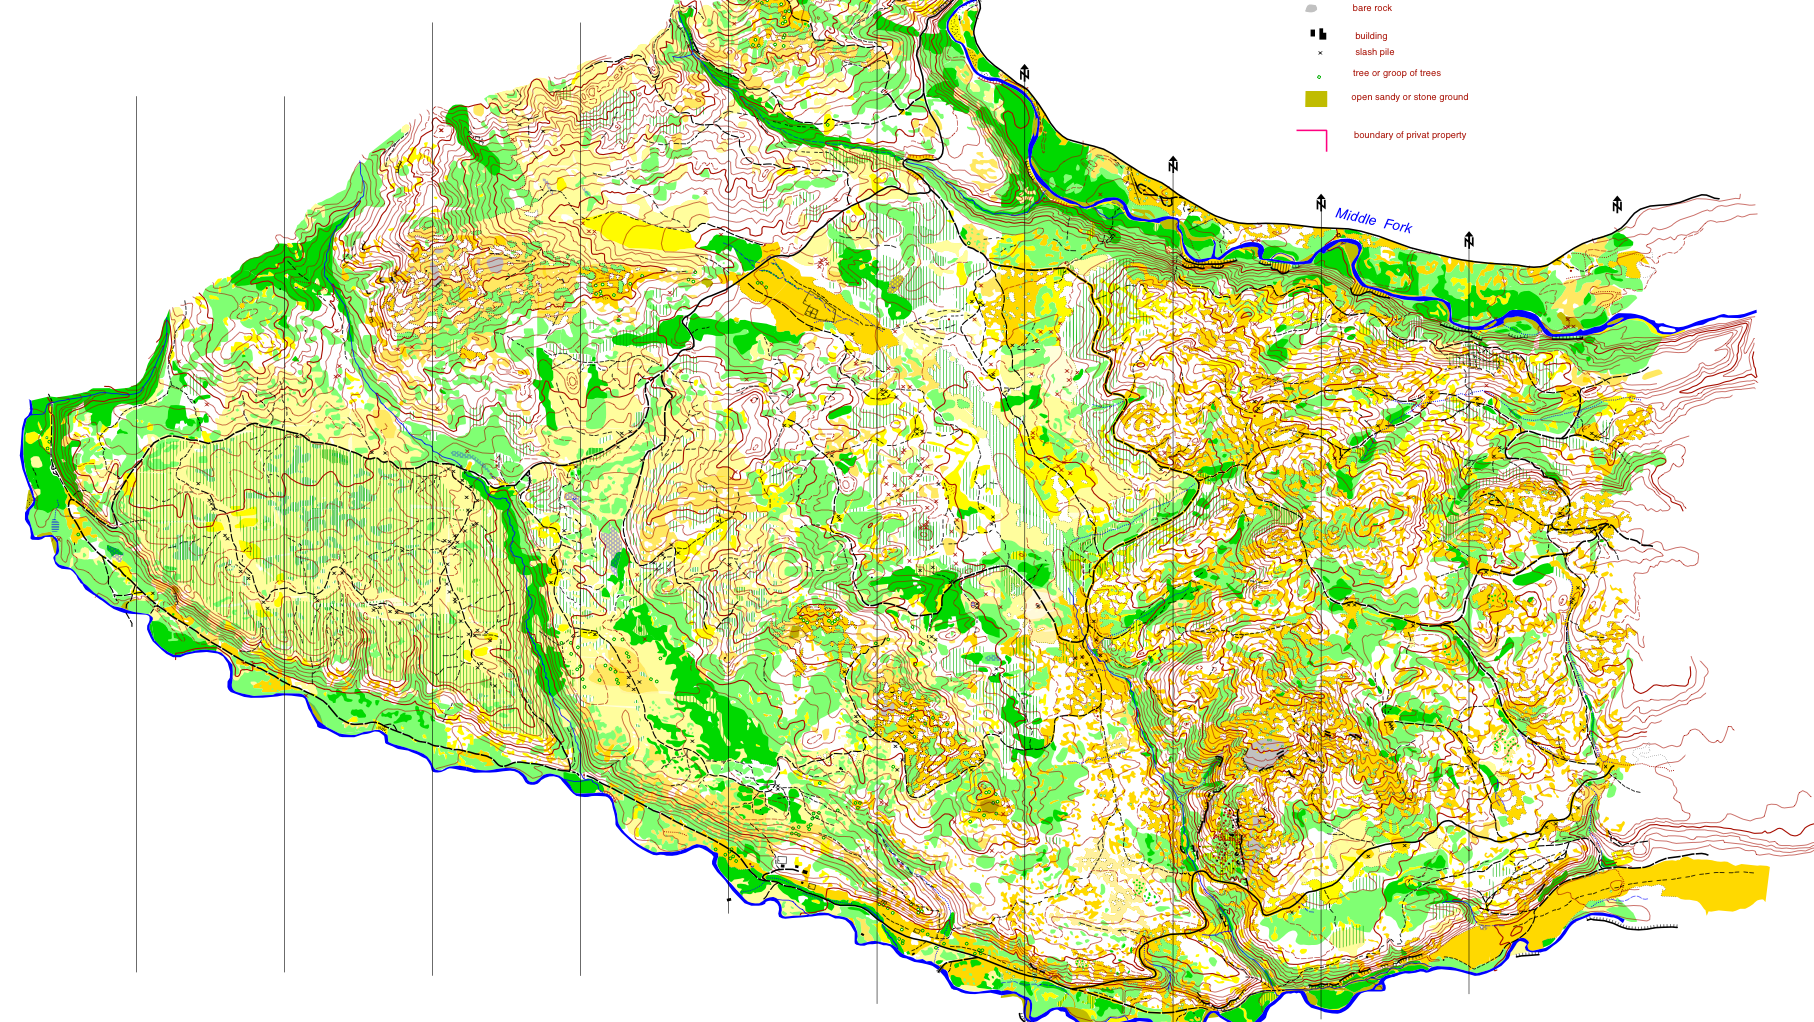 bare rock
building
slash pile
tree or groop of trees
open sandy or stone ground
boundary of privat property
N
N
N
N
N
N
Middle Fork